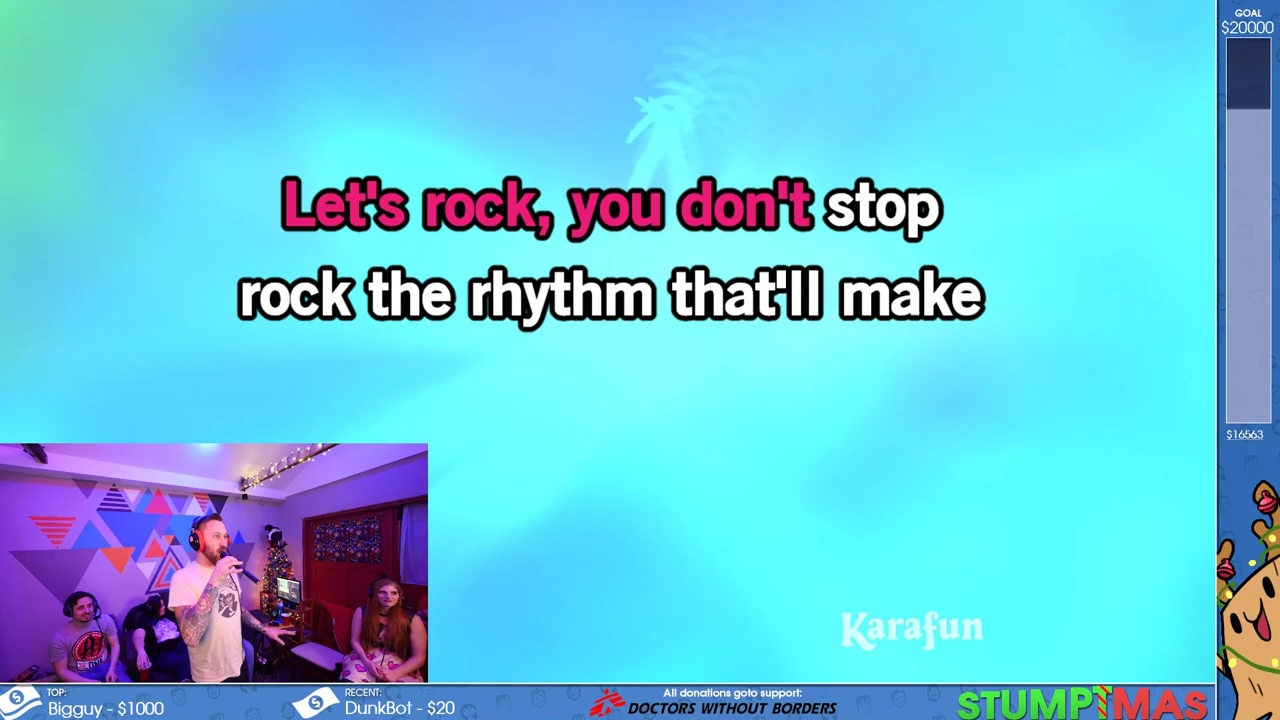 GOAL
$20000
Let's rock, you don't stop
rock the rhythm that'll make
$16563
Karafun
TOP:
Bigguy - $1000
RECENT:
DunkBot - $20
All donations goto support:
DOCTORS WITHOUT BORDERS
STUMPTMAS